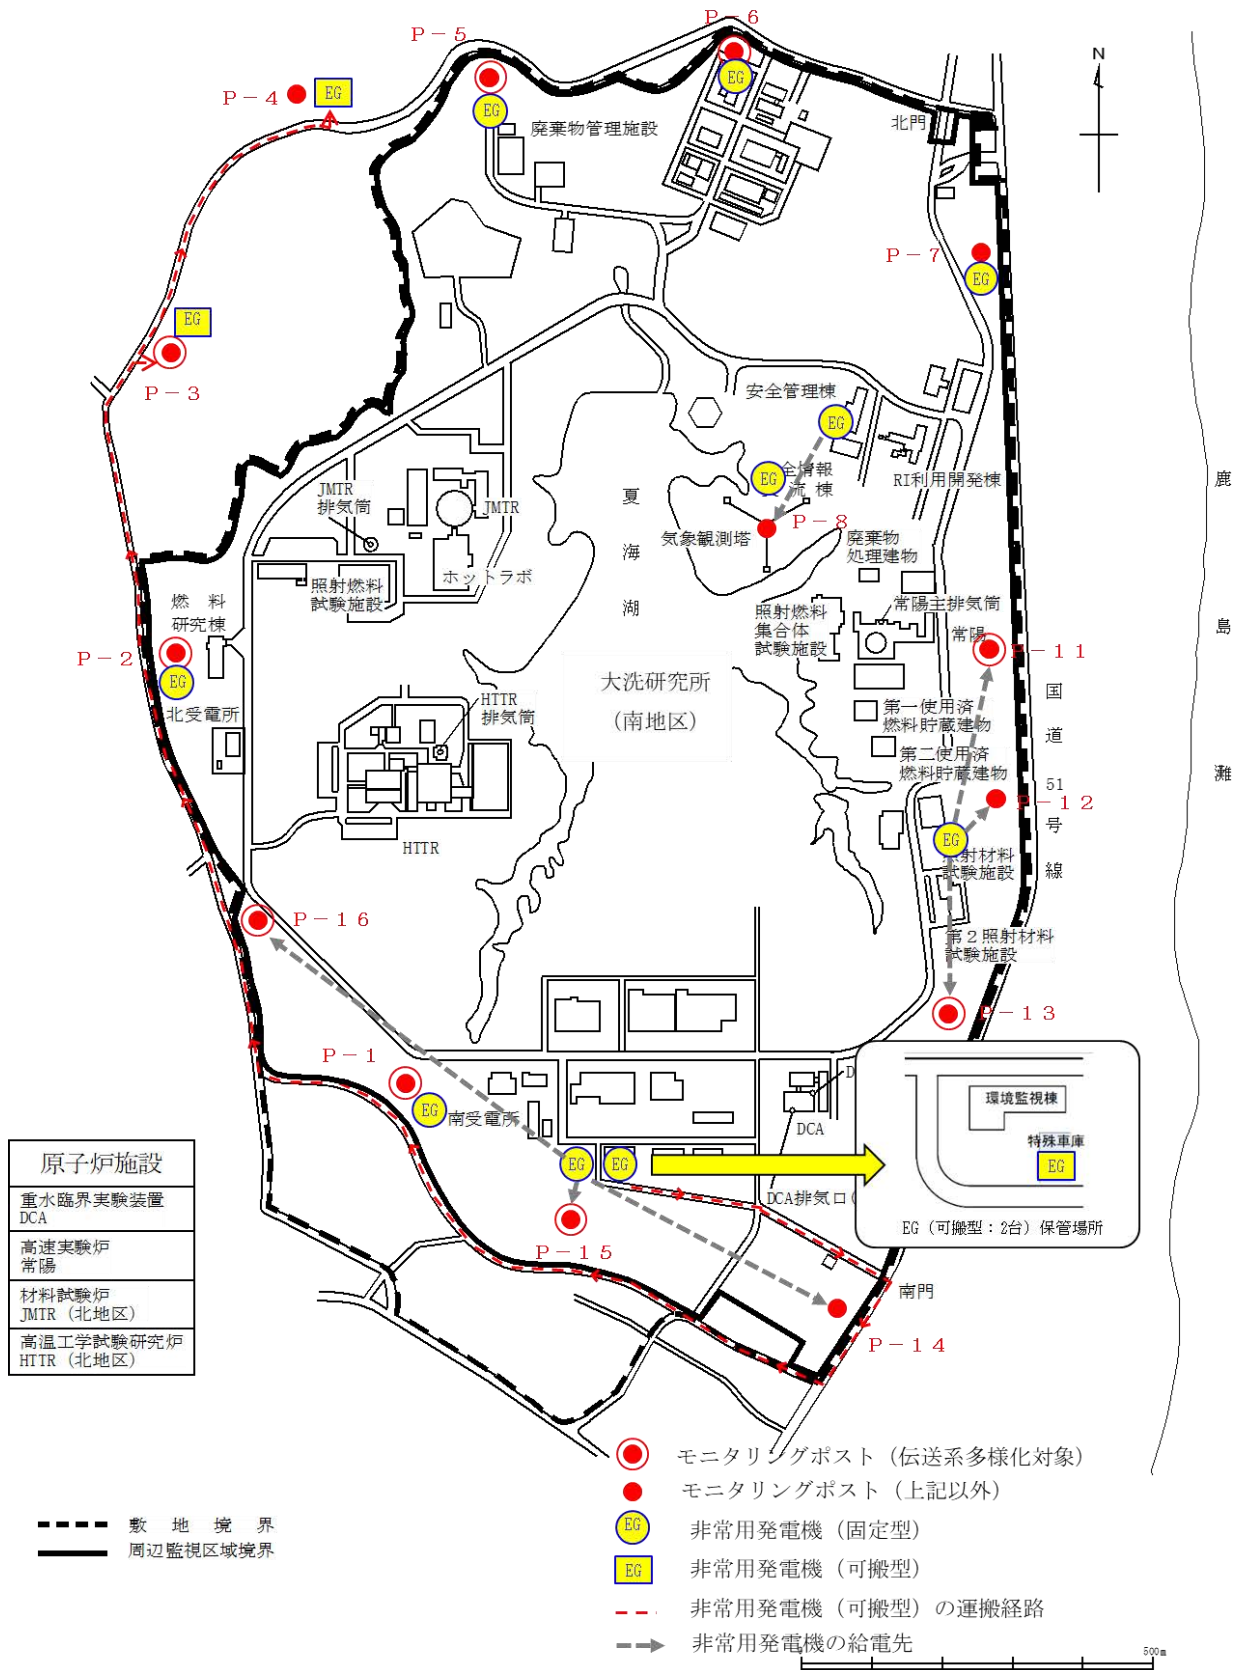 P－6
P－5
N
P－4
EG
EG
EG
北門
廃棄物管理施設
P－7
EG
EG
P－3
安全管理棟
EG
RI利用開発棟
鹿
島
灘
JMTR
排気筒
JMTR
夏
海
湖
EG
全情報
流棟
P－8
気象観測塔
廃棄物
処理建物
照射燃料
試験施設
ホットラボ
燃　料
研究棟
照射燃料
集合体
試験施設
常陽主排気筒
常陽
P－11
P－2
EG
北受電所
大洗研究所
（南地区）
国
道
51
号
線
HTTR
排気筒
第一使用済
燃料貯蔵建物
第二使用済
燃料貯蔵建物
P－12
HTTR
EG
照射材料
試験施設
P－16
第２照射材料
試験施設
P－13
P－1
D
EG
南受電所
DCA
環境監視棟
特殊車庫
EG
EG（可搬型：2台）保管場所
EG
EG
DCA排気口（
P－15
南門
P－14
原子炉施設
重水臨界実験装置
DCA
高速実験炉
常陽
材料試験炉
JMTR（北地区）
高温工学試験研究炉
HTTR（北地区）
モニタリングポスト（伝送系多様化対象）
モニタリングポスト（上記以外）
敷　地　境　界
周辺監視区域境界
EG
非常用発電機（固定型）
EG
非常用発電機（可搬型）
非常用発電機（可搬型）の運搬経路
非常用発電機の給電先
500m